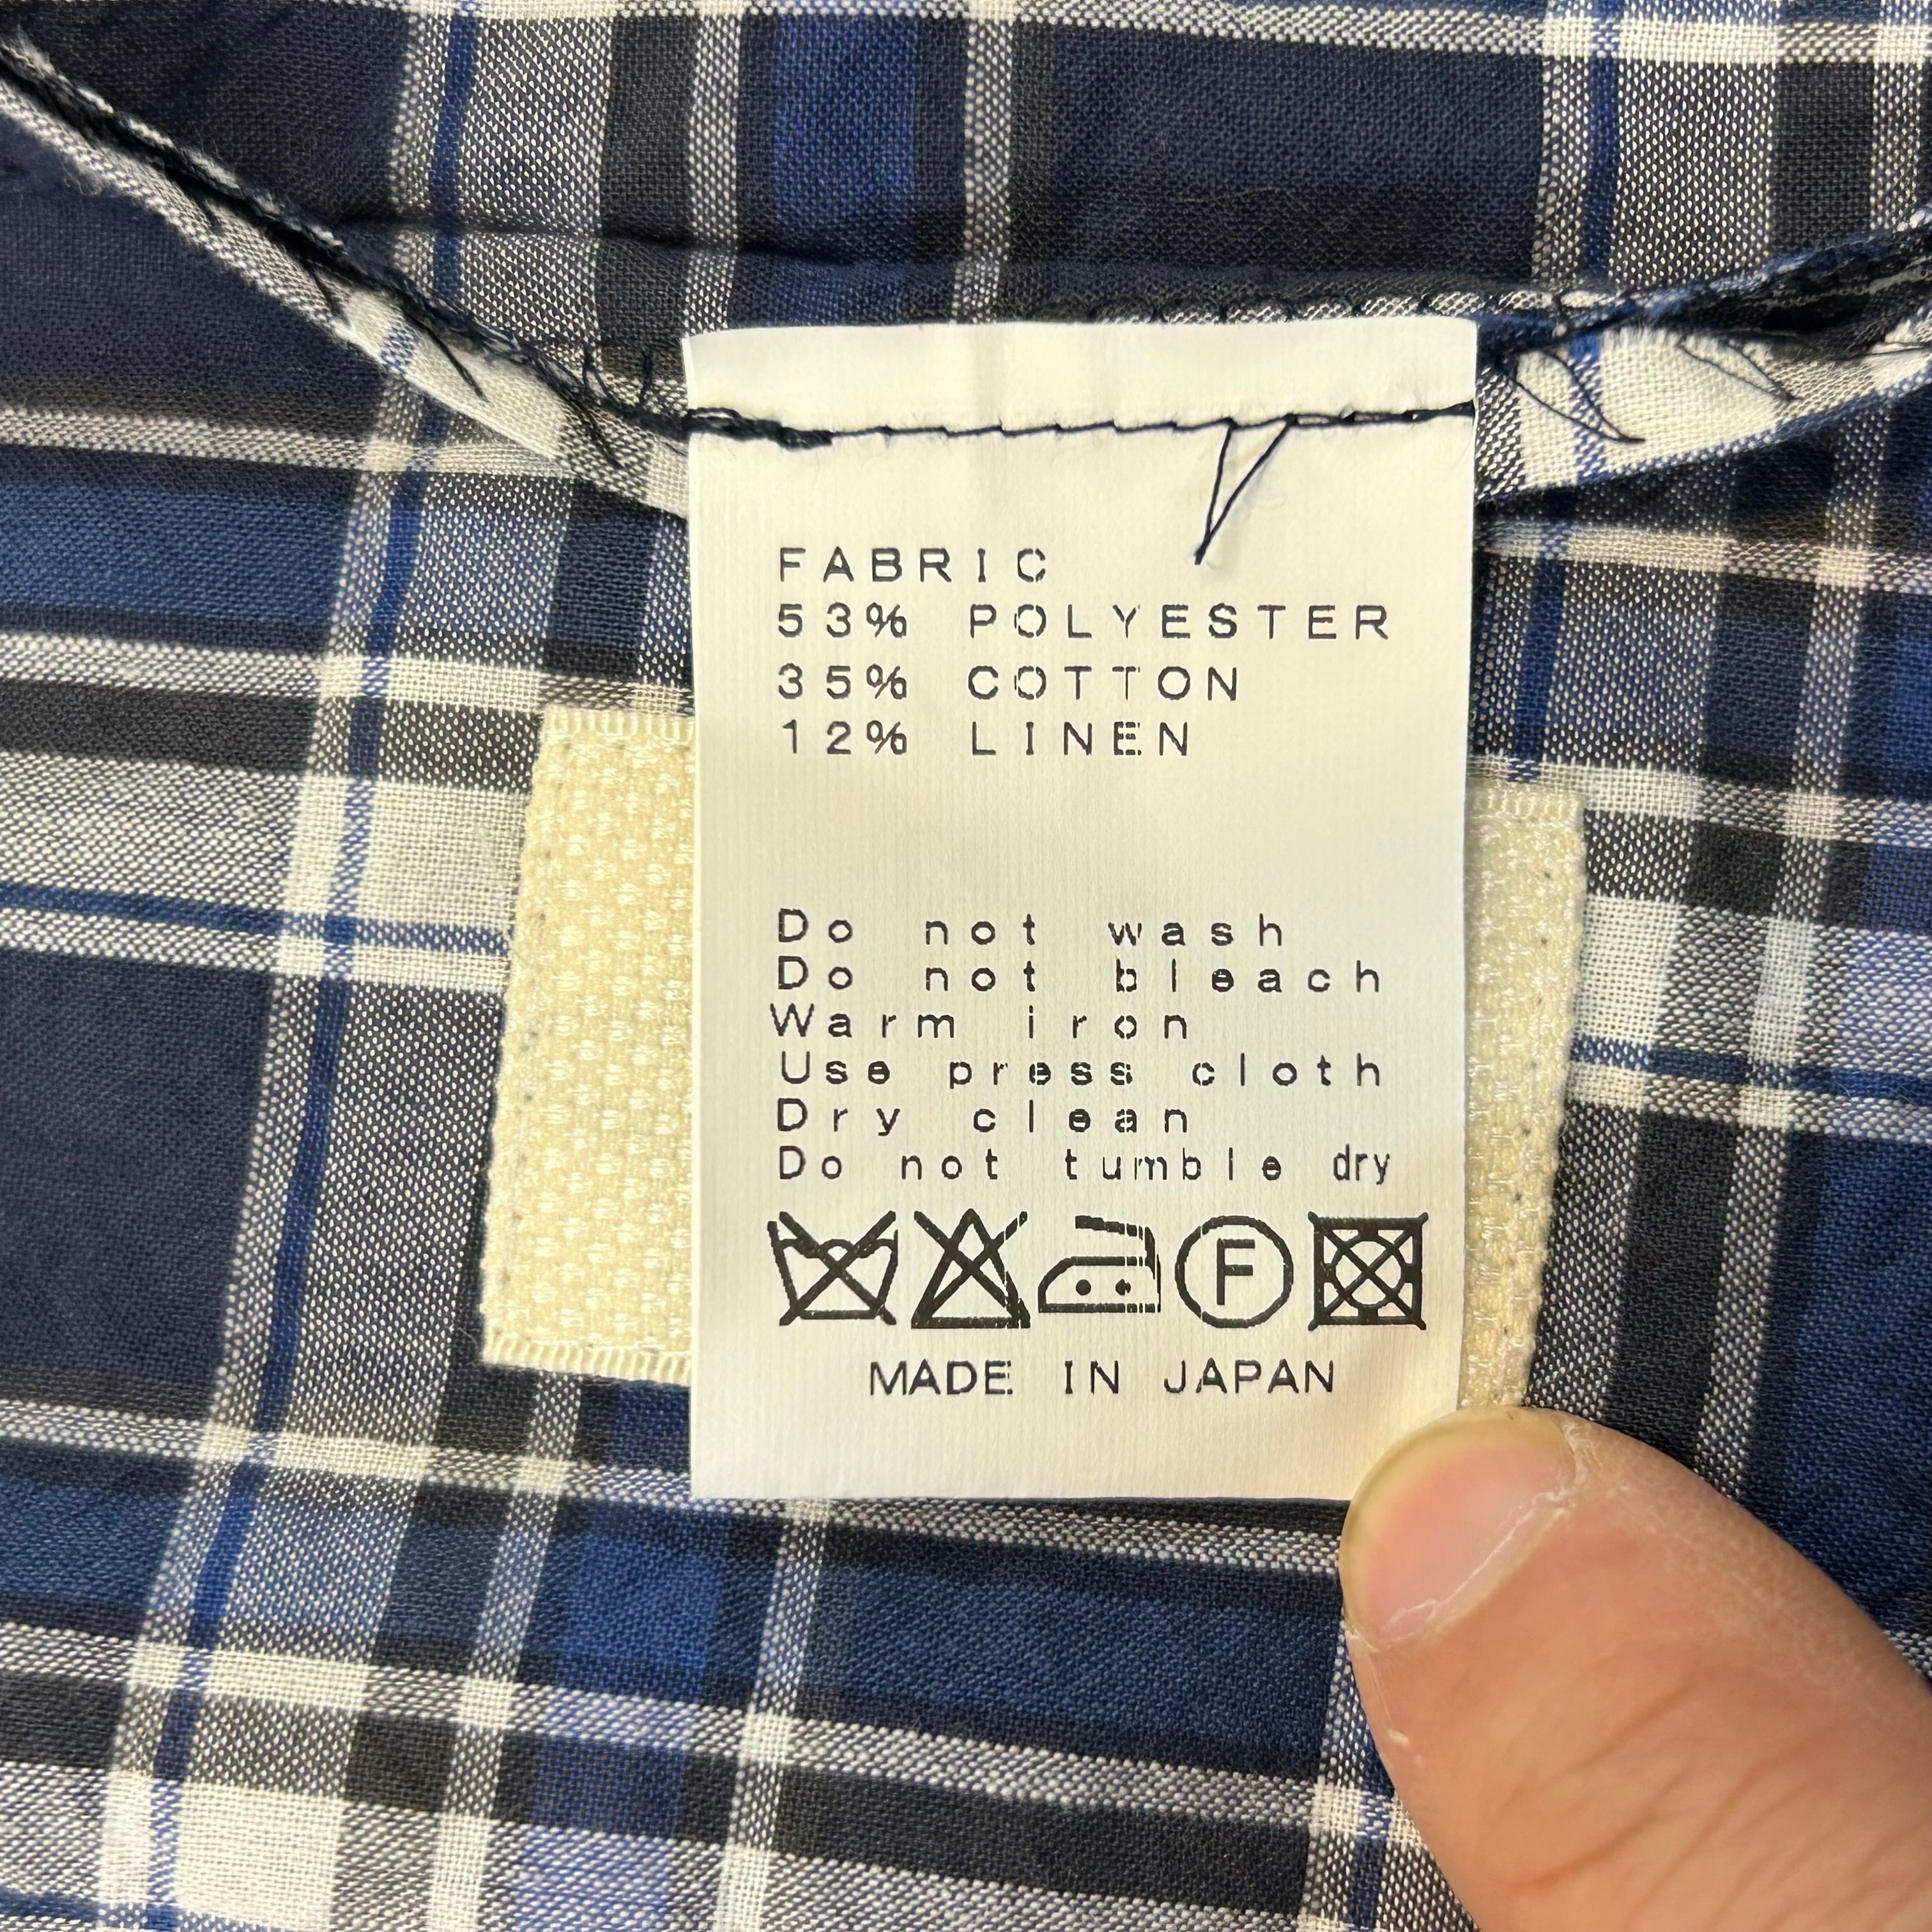 FABRIC
53% POLYESTER
35% COTTON
12% LINEN
Do not wash
Do not bleach
Warm iron
Use press cloth
Dry clean
Do not tumble dry
F
MADE IN JAPAN